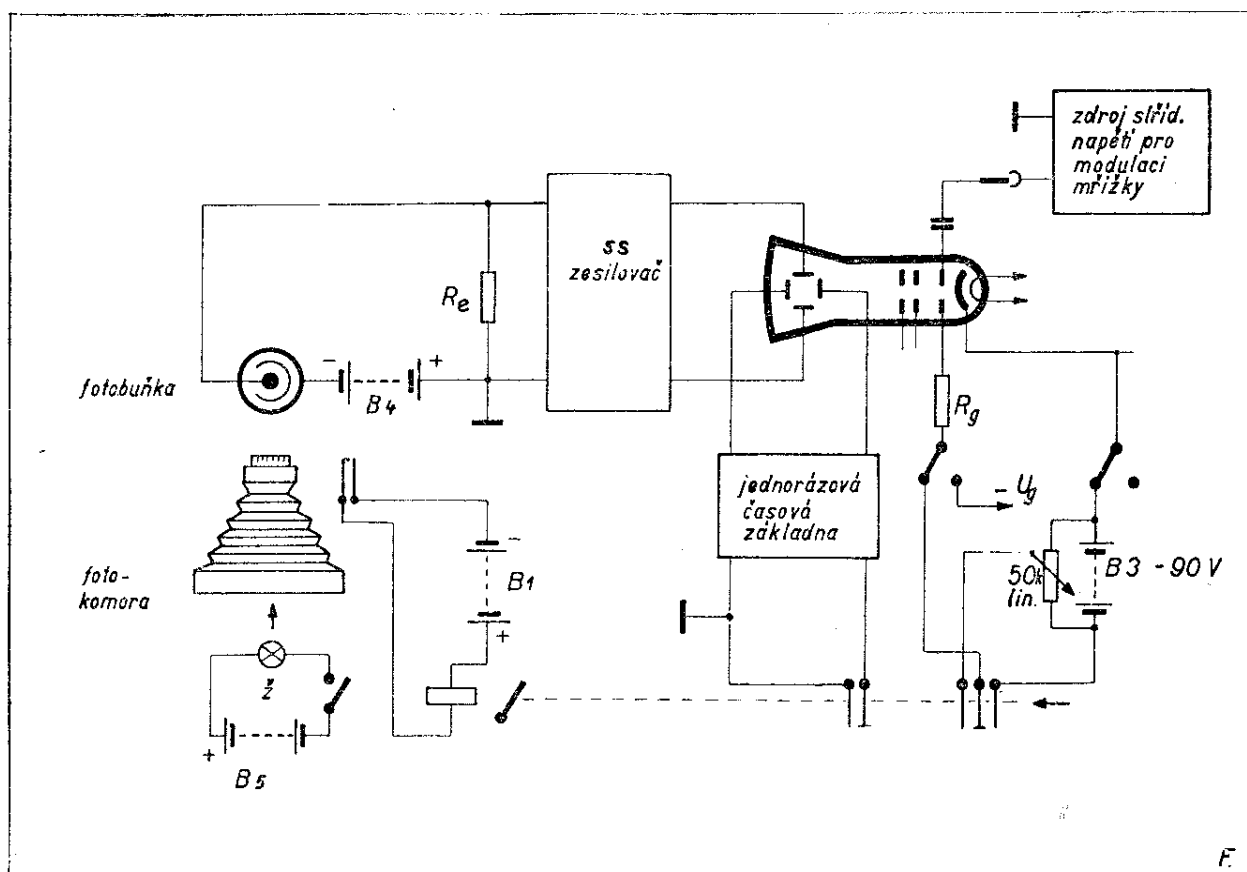 zdroj stříd.
napětí pro
modulaci
mřížky
ss
zesilovač
Re
fotobuňka
-
+
B4
Rg
- Ug
jednorázová
časová
základna
foto-
komora
-
B1
+
50k
lin.
B3 - 90 V
ž
+
B5
F.